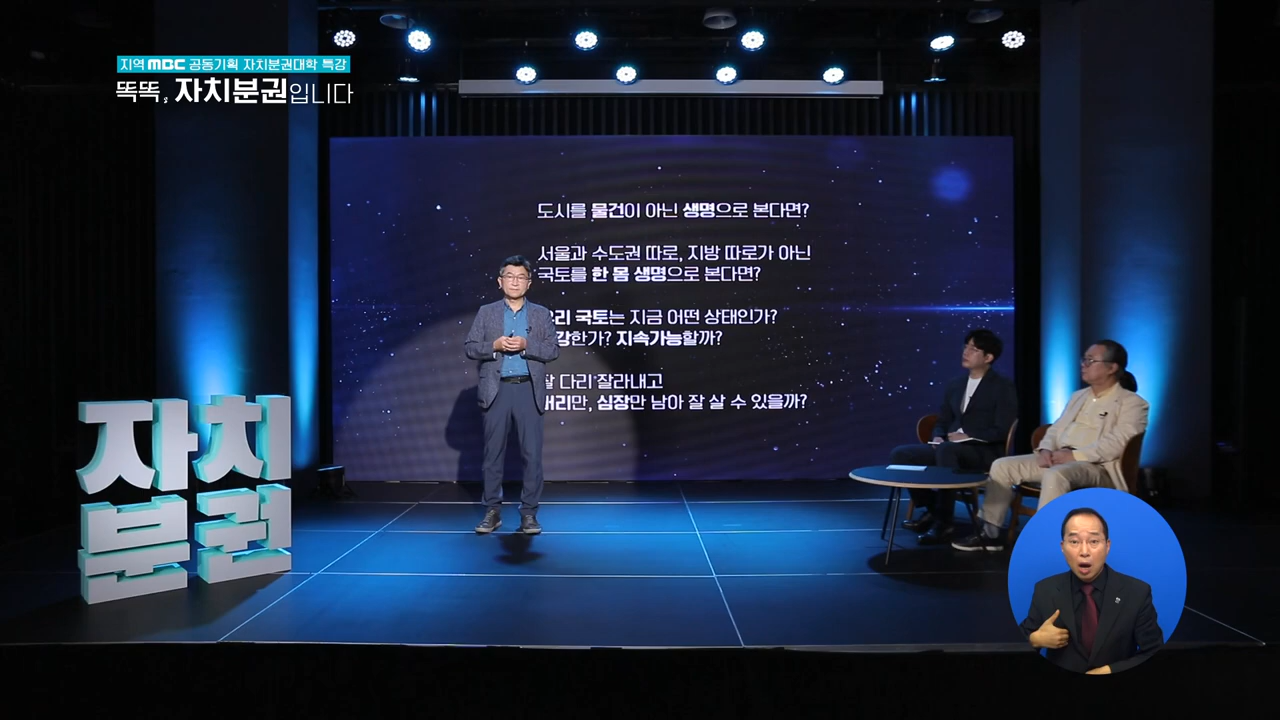 지역 MBC 공동기획 자치분권대학 특강
똑똑, 자치분권입니다
도시를 물건이 아닌 생명으로 본다면?
서울과 수도권 따로, 지방 따로가 아닌
국토를 한 몸 생명으로 본다면?
국토는 지금 어떤 상태인가?
지속가능할까?
다리 잘라내고
심장만 남아 잘 살 수 있을까?
자치
분권